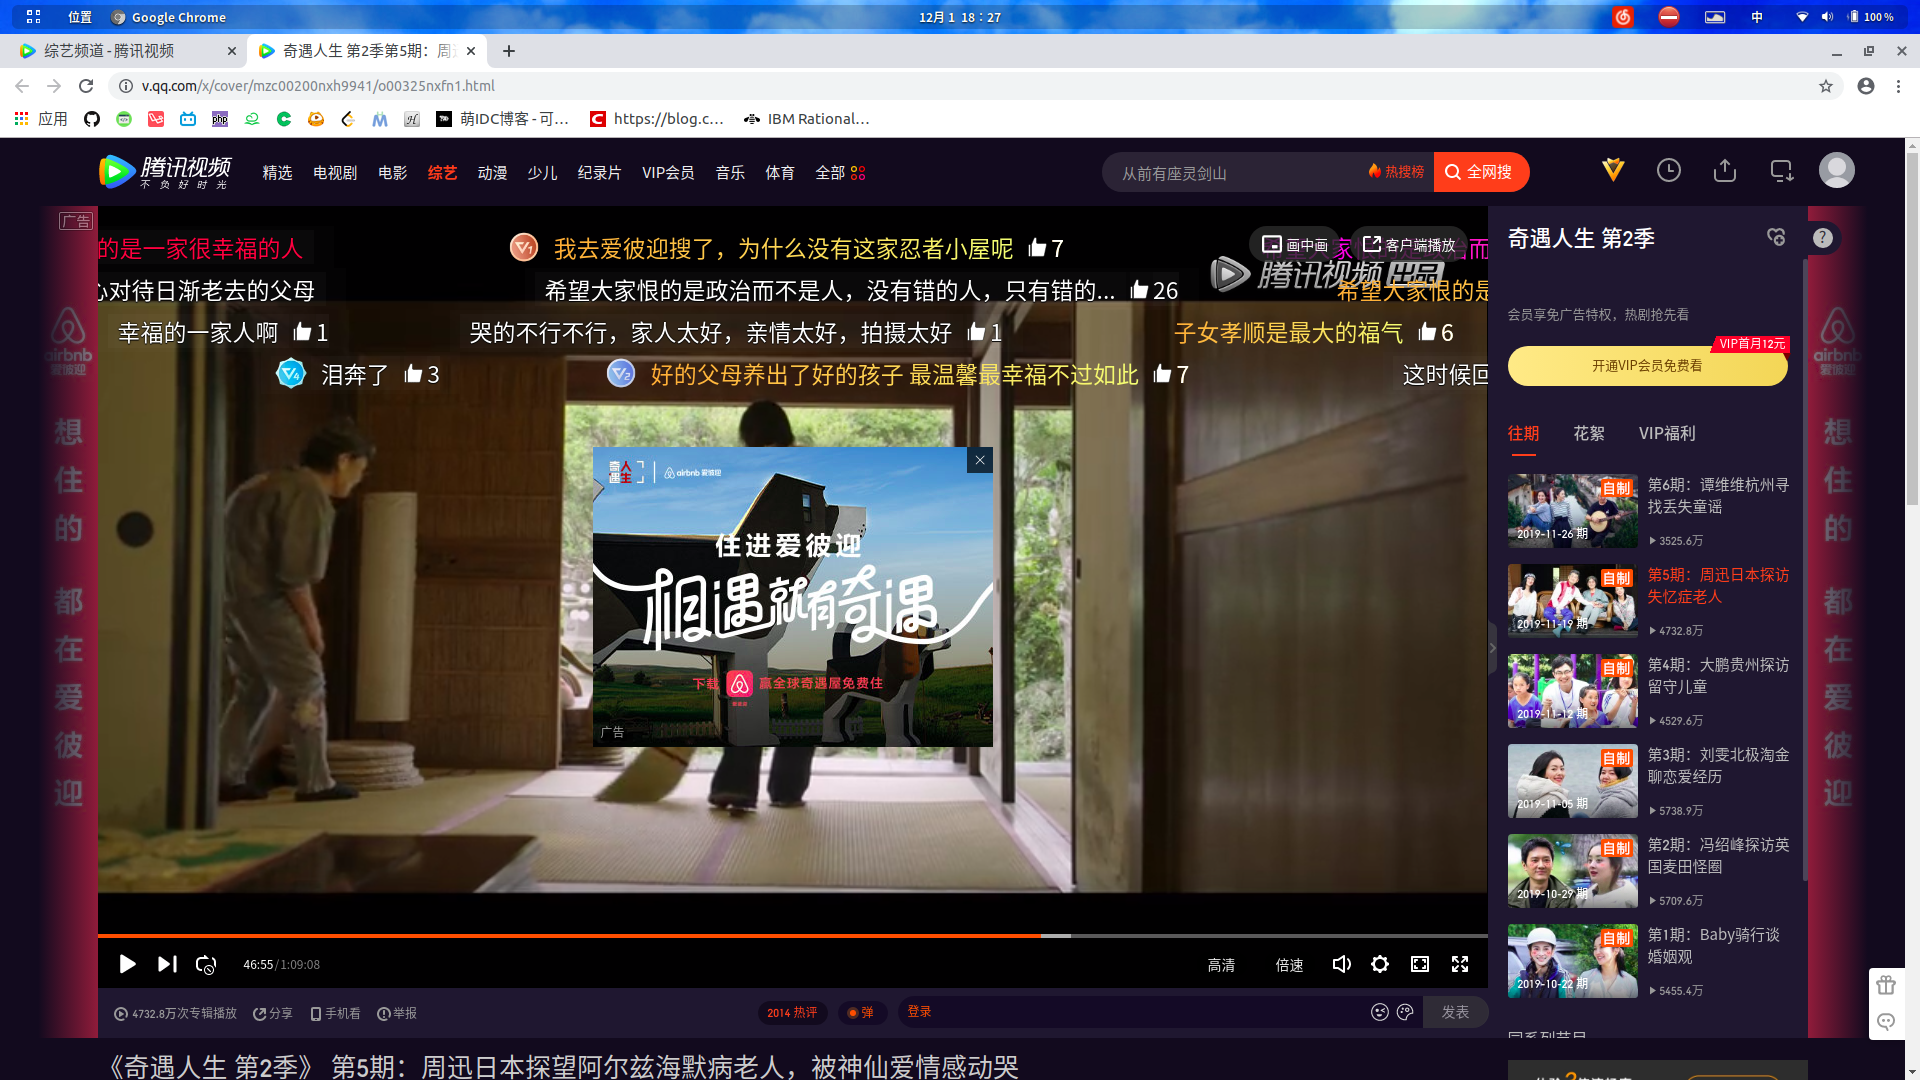 位置
Google Chrome
12月 1 18：27
中
100 %
综艺频道 - 腾讯视频
奇遇人生 第2季第5期：周
v.qq.com/x/cover/mzc00200nxh9941/o00325nxfn1.html
应用
萌IDC博客 - 可…
https://blog.c…
IBM Rational…
腾讯视频
不负好时光
精选
电视剧
电影
综艺
动漫
少儿
纪录片
VIP会员
音乐
体育
全部
从前有座灵剑山
热搜榜
全网搜
广告
的是一家很幸福的人
我去爱彼迎搜了，为什么没有这家忍者小屋呢 7
画中画
客户端播放
腾讯视频 出品
心对待日渐老去的父母
希望大家恨的是政治而不是人，没有错的人，只有错的... 26
希望大家恨的是
幸福的一家人啊 1
哭的不行不行，家人太好，亲情太好，拍摄太好 1
子女孝顺是最大的福气 6
泪奔了 3
好的父母养出了好的孩子 最温馨最幸福不过如此 7
这时候回
airbnb
爱彼迎
想住的
都在爱彼迎
奇遇人生
airbnb 爱彼迎
住进爱彼迎
相遇就有奇遇
下载
赢全球奇遇屋免费住
广告
46:55/1:09:08
高清
倍速
4732.8万次专辑播放
分享
手机看
举报
2014 热评
弹
登录
发表
《奇遇人生 第2季》 第5期：周迅日本探望阿尔兹海默病老人，被神仙爱情感动哭
奇遇人生 第2季
会员享免广告特权，热剧抢先看
VIP首月12元
开通VIP会员免费看
往期
花絮
VIP福利
自制
2019-11-26 期
第6期：谭维维杭州寻
找丢失童谣
3525.6万
自制
2019-11-19 期
第5期：周迅日本探访
失忆症老人
4732.8万
自制
2019-11-12 期
第4期：大鹏贵州探访
留守儿童
4529.6万
自制
2019-11-05 期
第3期：刘雯北极淘金
聊恋爱经历
5738.9万
自制
2019-10-29 期
第2期：冯绍峰探访英
国麦田怪圈
5709.6万
自制
2019-10-22 期
第1期：Baby骑行谈
婚姻观
5455.4万
airbnb
爱彼迎
想住的
都在爱彼迎